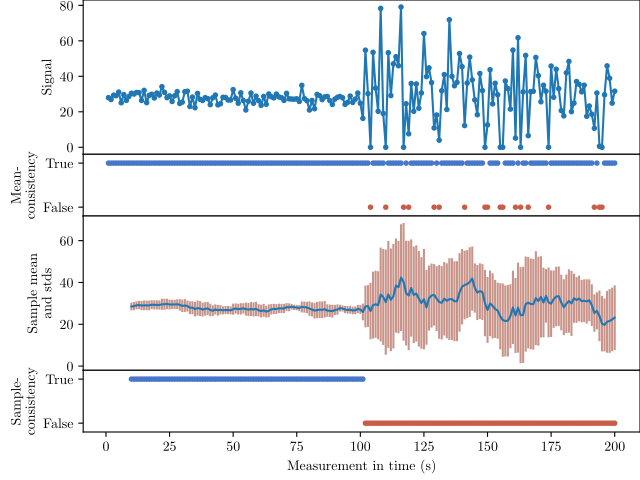 80
60
40
20
0
Signal
True
False
Mean-
consistency
60
40
20
0
Sample mean
and stds
True
False
Sample-
consistency
0 25 50 75 100 125 150 175 200
Measurement in time (s)